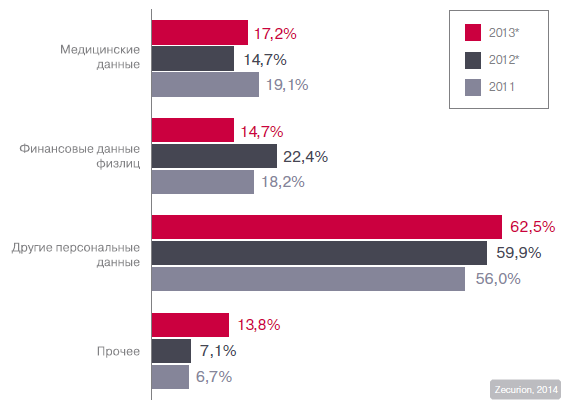 17,2%
2013*
Медицинские
данные
14,7%
2012*
19,1%
2011
Финансовые данные
физлиц
14,7%
22,4%
18,2%
Другие персональные
данные
62,5%
59,9%
56,0%
Прочее
13,8%
7,1%
6,7%
Zecurion, 2014